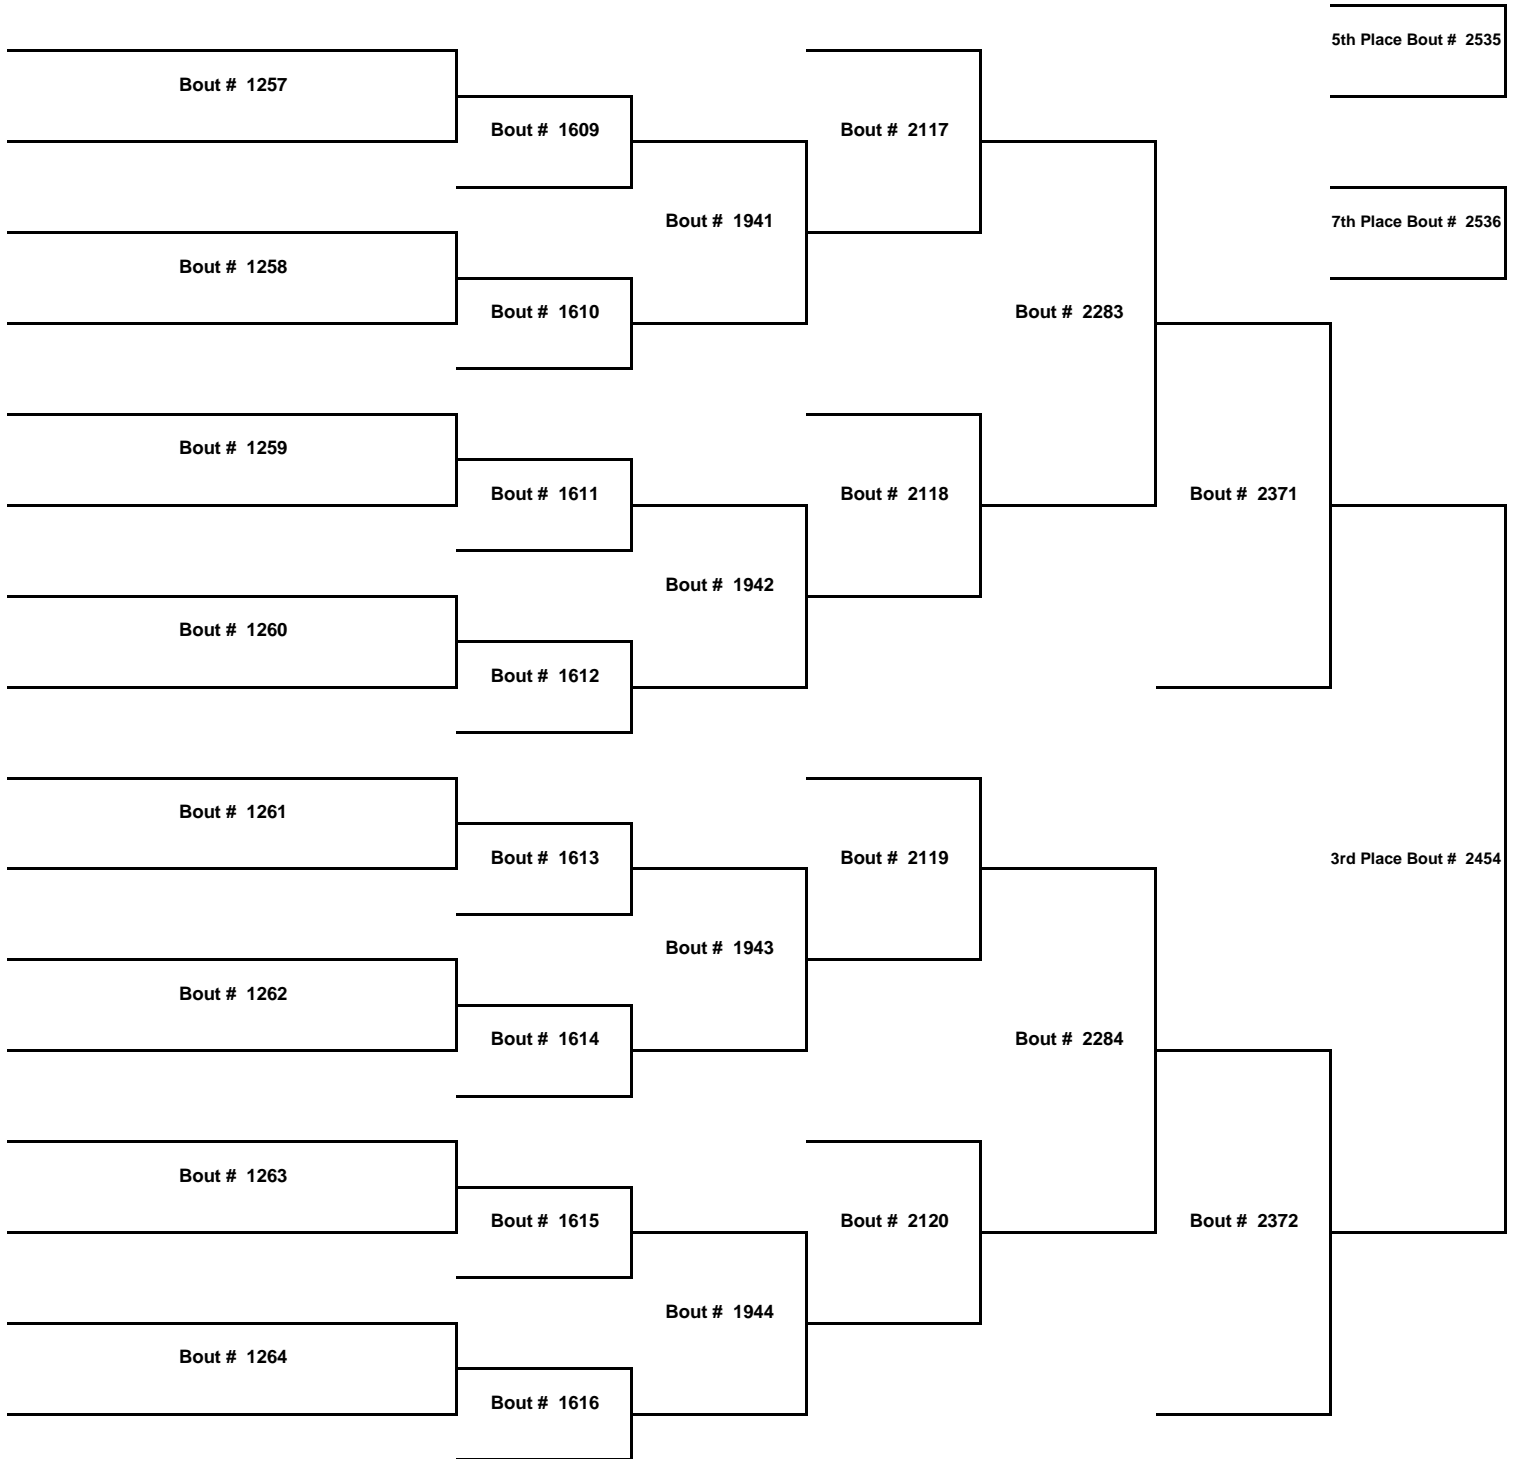 5th Place Bout #  2535
Bout #  1257
Bout #  1609
Bout #  2117
Bout #  1941
7th Place Bout #  2536
Bout #  1258
Bout #  1610
Bout #  2283
Bout #  1259
Bout #  1611
Bout #  2118
Bout #  2371
Bout #  1942
Bout #  1260
Bout #  1612
Bout #  1261
Bout #  1613
Bout #  2119
3rd Place Bout #  2454
Bout #  1943
Bout #  1262
Bout #  1614
Bout #  2284
Bout #  1263
Bout #  1615
Bout #  2120
Bout #  2372
Bout #  1944
Bout #  1264
Bout #  1616